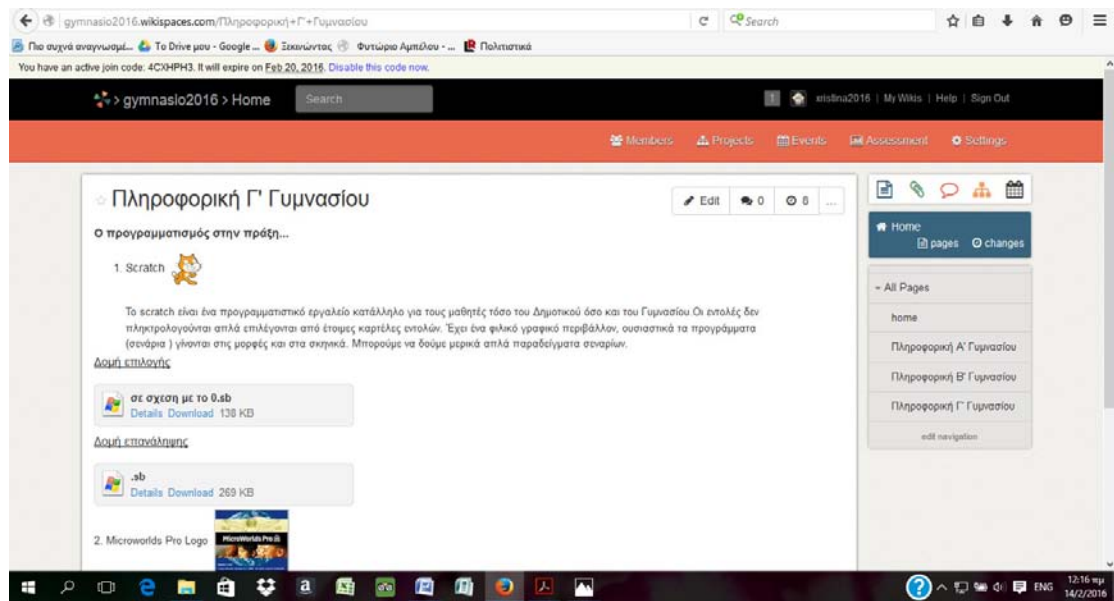 gymnasio2016.wikispaces.com/Πληροφορική+Γ'+Γυμνασίου
Search
Πιο συχνά αναγνωσμέ... Το Drive μου - Google ... Ξεκινώντας Φυτώριο Αμπέλου - ... Πολιτιστικά
You have an active join code: 4CXHPH3. It will expire on Feb 20, 2016. Disable this code now.
> gymnasio2016 > Home Search 1 xristina2016 | My Wikis | Help | Sign Out
Members Projects Events Assessment Settings
Πληροφορική Γ' Γυμνασίου
Edit 0 8 ...
Ο προγραμματισμός στην πράξη...
1. Scratch
Το scratch είναι ένα προγραμματιστικό εργαλείο κατάλληλο για τους μαθητές τόσο του Δημοτικού όσο και του Γυμνασίου Οι εντολές δεν
πληκτρολογούνται απλά επιλέγονται από έτοιμες καρτέλες εντολών. Έχει ένα φιλικό γραφικό περιβάλλον, ουσιαστικά τα προγράμματα
(σενάρια ) γίνονται στις μορφές και στα σκηνικά. Μπορούμε να δούμε μερικά απλά παραδείγματα σεναρίων.
Δομή επιλογής
σε σχεση με το 0.sb
Details Download 138 KB
Δομή επανάληψης
.sb
Details Download 269 KB
2. Microworlds Pro Logo
MicroWorlds Pro
Home
pages changes
All Pages
home
Πληροφορική Α' Γυμνασίου
Πληροφορική Β' Γυμνασίου
Πληροφορική Γ' Γυμνασίου
edit navigation
ENG
12:16 πμ
14/2/2016